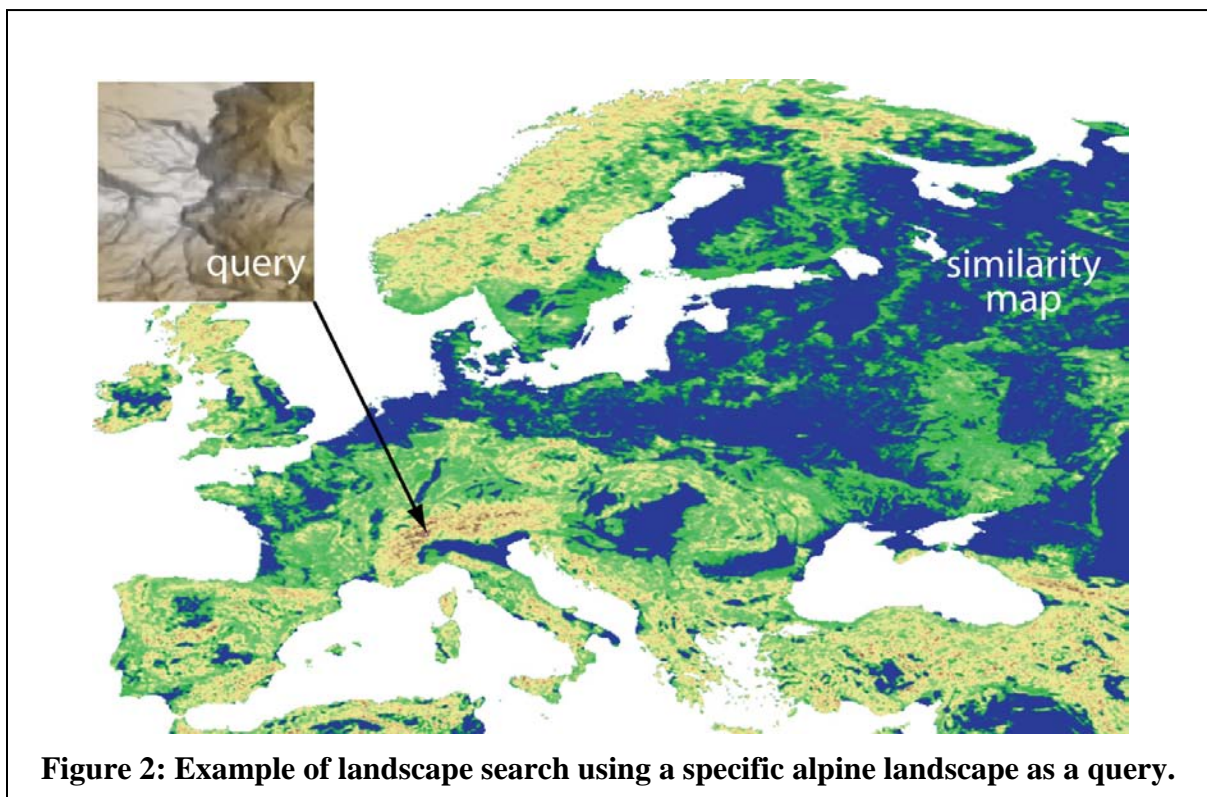 query
similarity
map
Figure 2: Example of landscape search using a specific alpine landscape as a query.